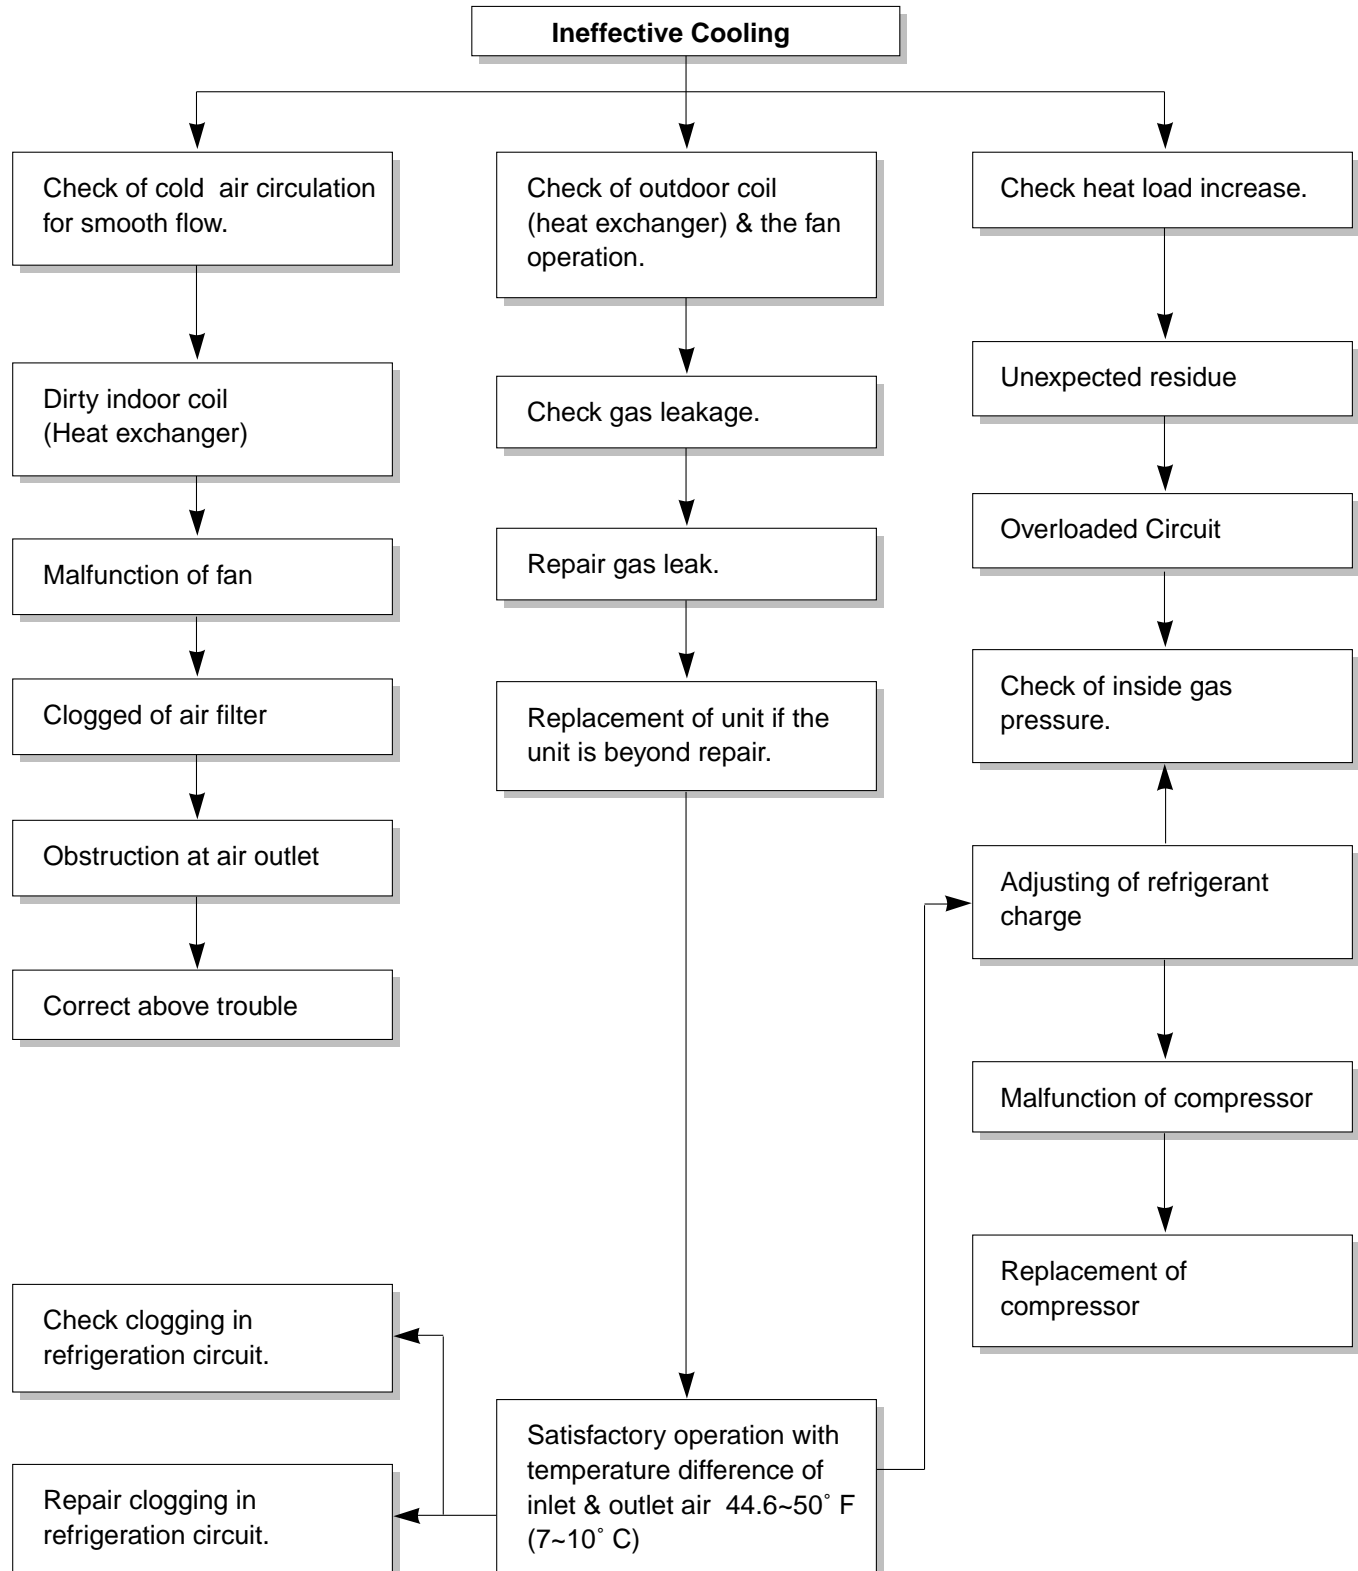 Ineffective Cooling
Check of cold air circulation
for smooth flow.
Dirty indoor coil
(Heat exchanger)
Malfunction of fan
Clogged of air filter
Obstruction at air outlet
Correct above trouble
Check of outdoor coil
(heat exchanger) & the fan
operation.
Check gas leakage.
Repair gas leak.
Replacement of unit if the
unit is beyond repair.
Check heat load increase.
Unexpected residue
Overloaded Circuit
Check of inside gas
pressure.
Adjusting of refrigerant
charge
Malfunction of compressor
Replacement of
compressor
Check clogging in
refrigeration circuit.
Repair clogging in
refrigeration circuit.
Satisfactory operation with
temperature difference of
inlet & outlet air 44.6~50˚ F
(7~10˚ C)